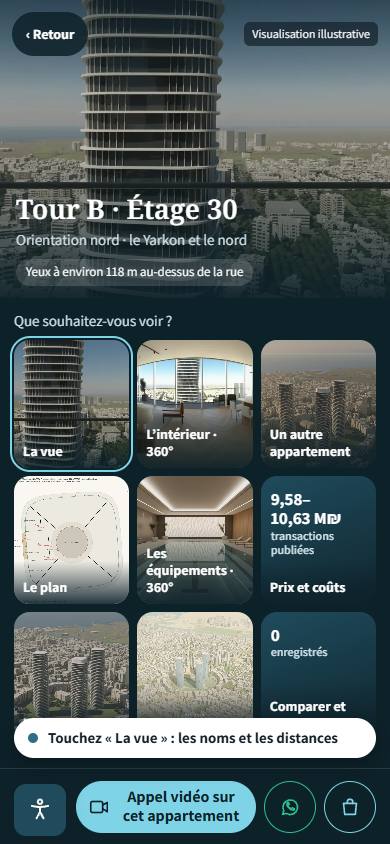 ‹ Retour
Visualisation illustrative
Tour B · Étage 30
Orientation nord · le Yarkon et le nord
Yeux à environ 118 m au-dessus de la rue
Que souhaitez-vous voir ?
La vue
L'intérieur ·
360°
Un autre
appartement
Le plan
Les
équipements ·
360°
9,58–
10,63 M₪
transactions
publiées
Prix et coûts
0
enregistrés
Comparer et
Touchez « La vue » : les noms et les distances
Appel vidéo sur
cet appartement